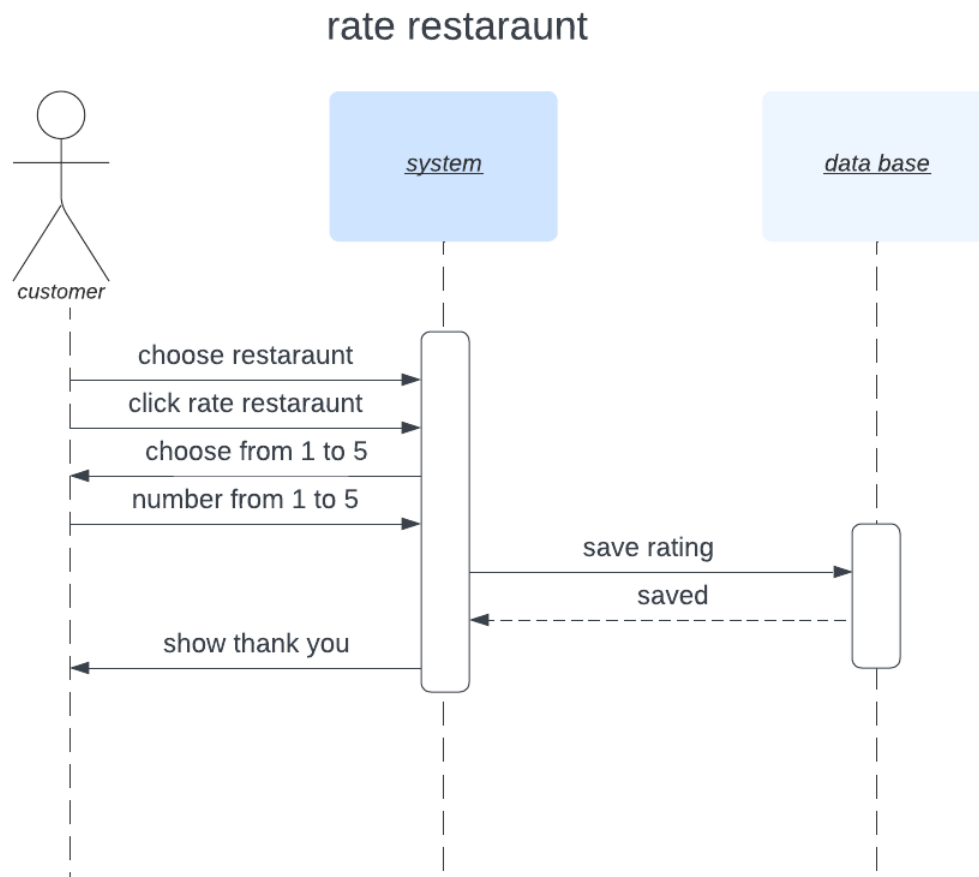 rate restaraunt
system
data base
customer
choose restaraunt
click rate restaraunt
choose from 1 to 5
number from 1 to 5
save rating
saved
show thank you